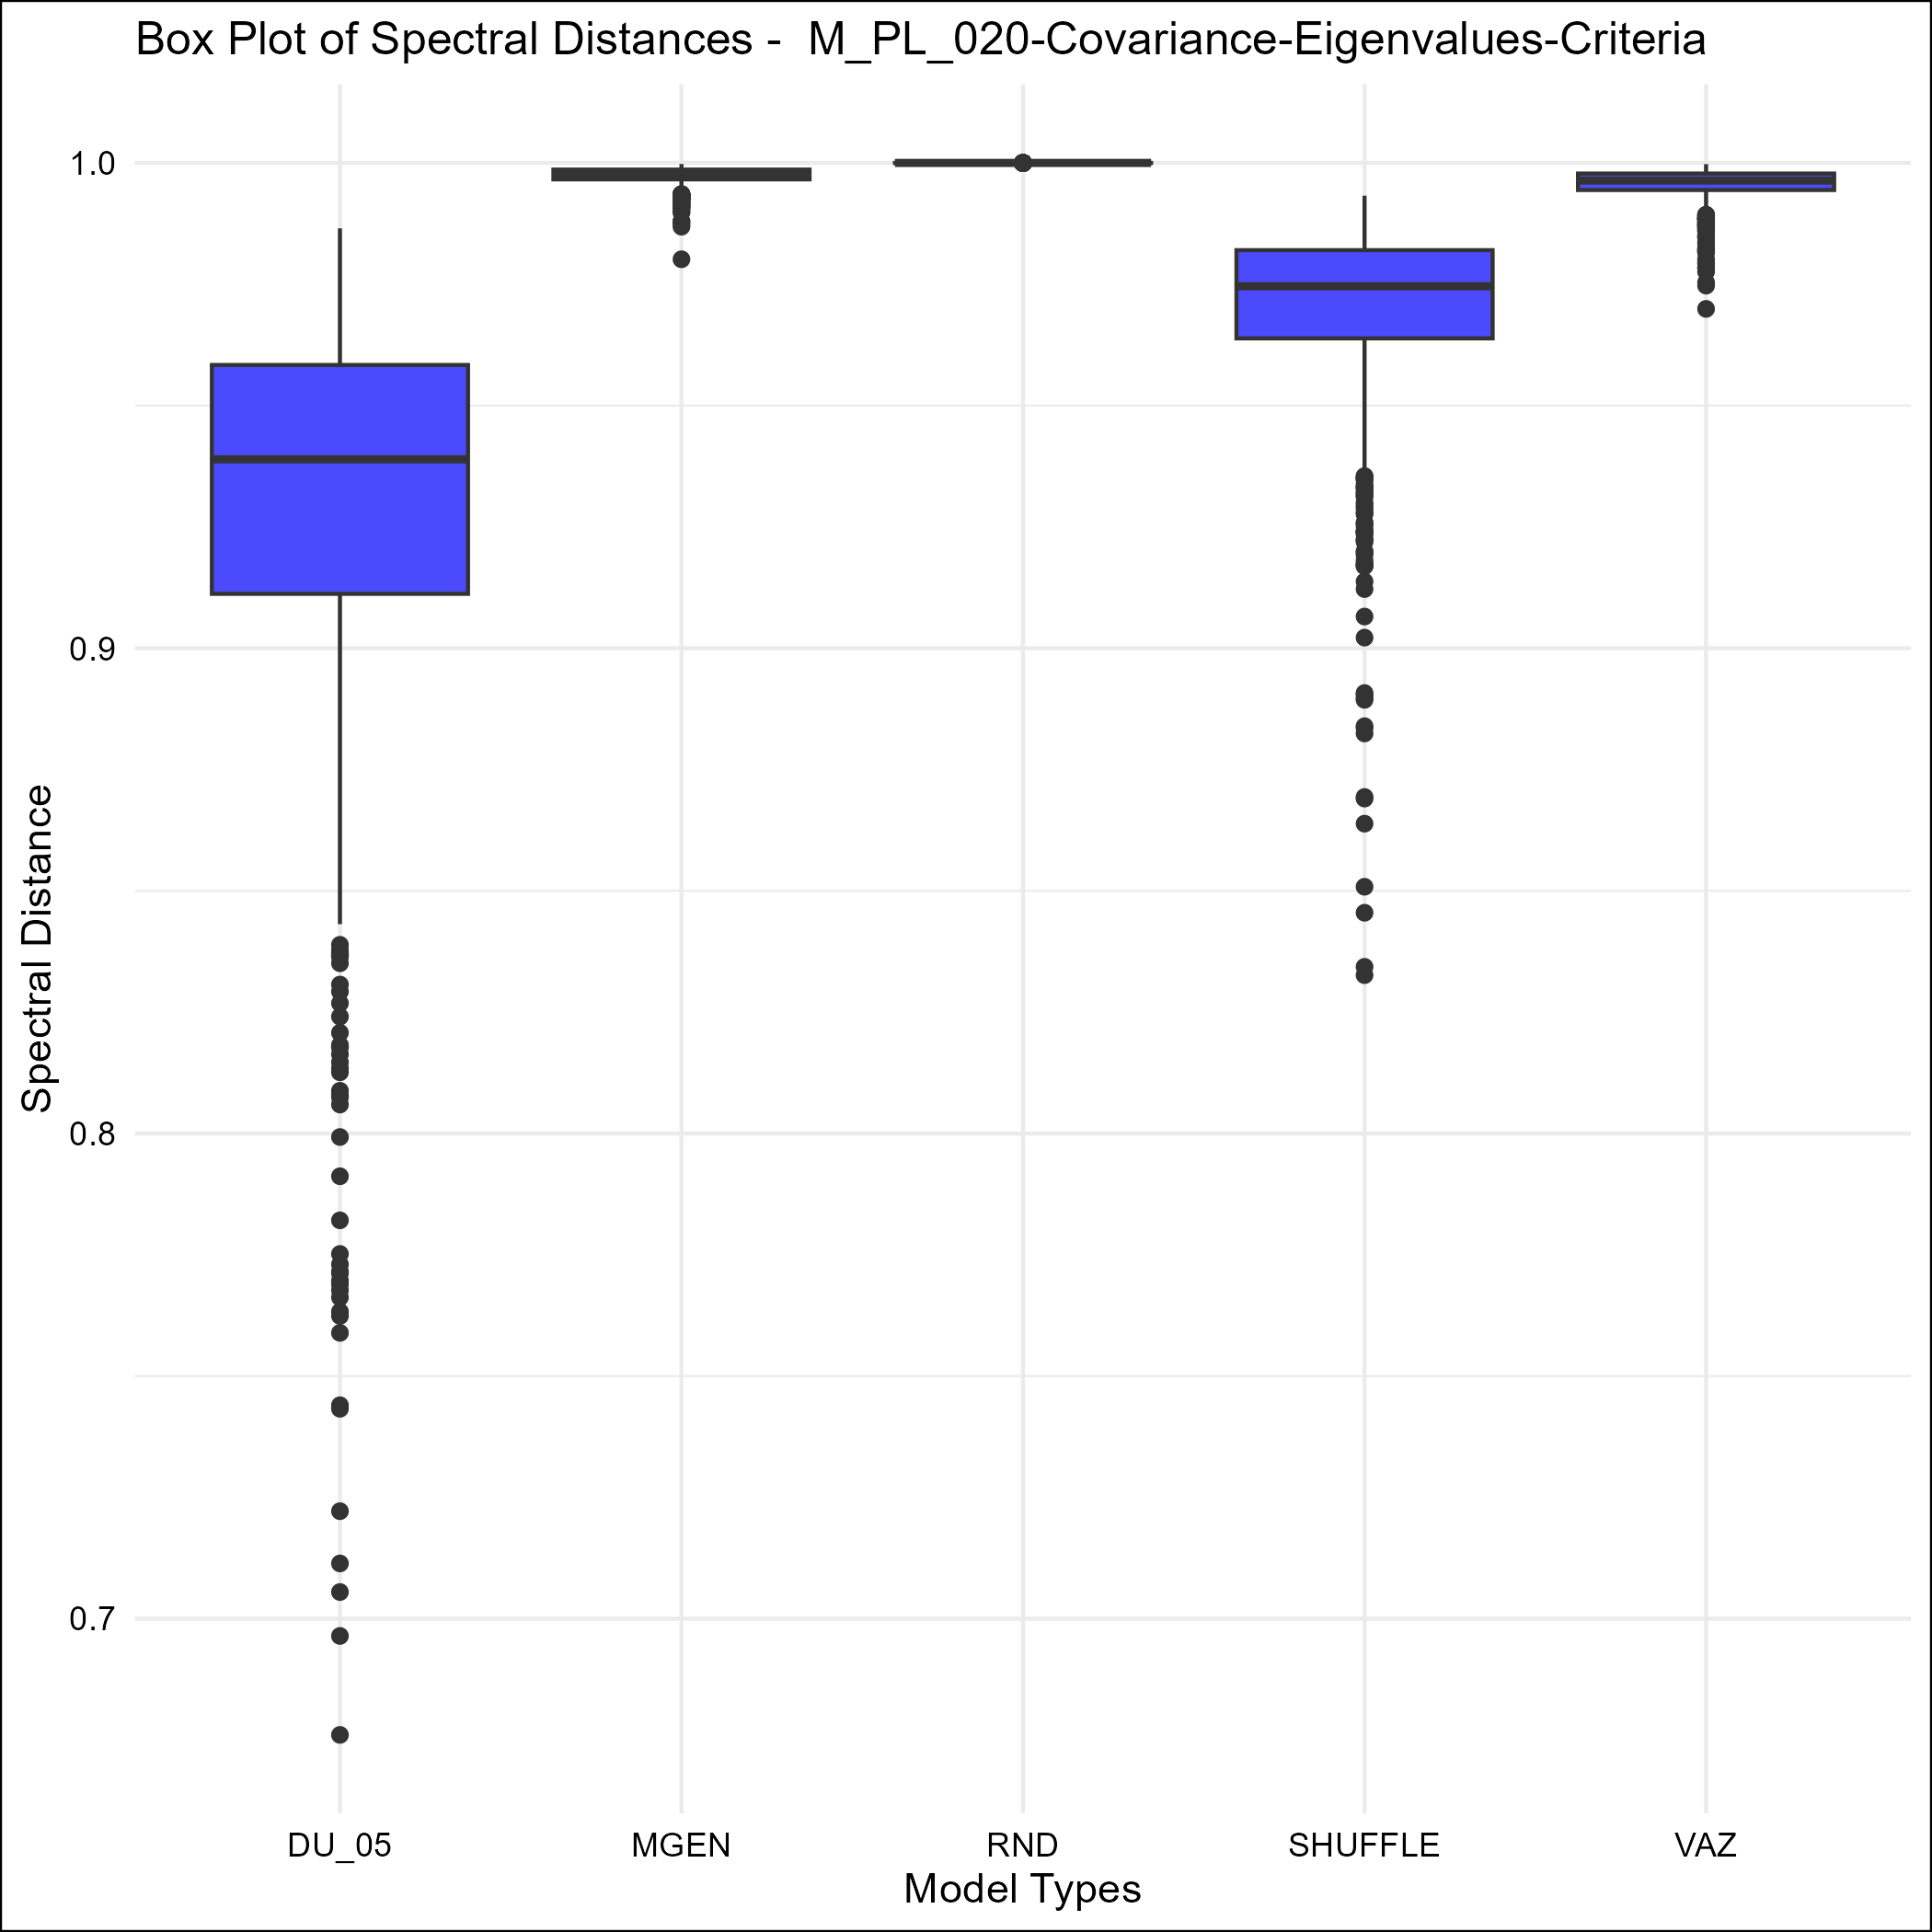 Box Plot of Spectral Distances -  M_PL_020-Covariance-Eigenvalues-Criteria
1.0
0.9
0.8
0.7
Spectral Distance
DU_05
MGEN
RND
SHUFFLE
VAZ
Model Types